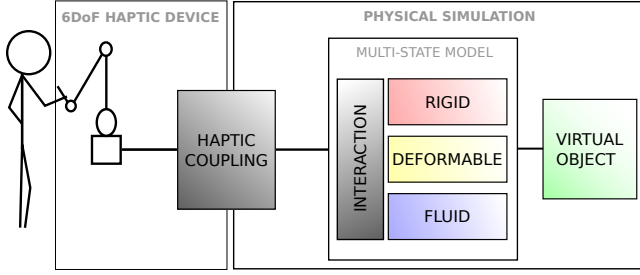 6DoF HAPTIC DEVICE
PHYSICAL SIMULATION
MULTI-STATE MODEL
HAPTIC
COUPLING
INTERACTION
RIGID
DEFORMABLE
FLUID
VIRTUAL
OBJECT